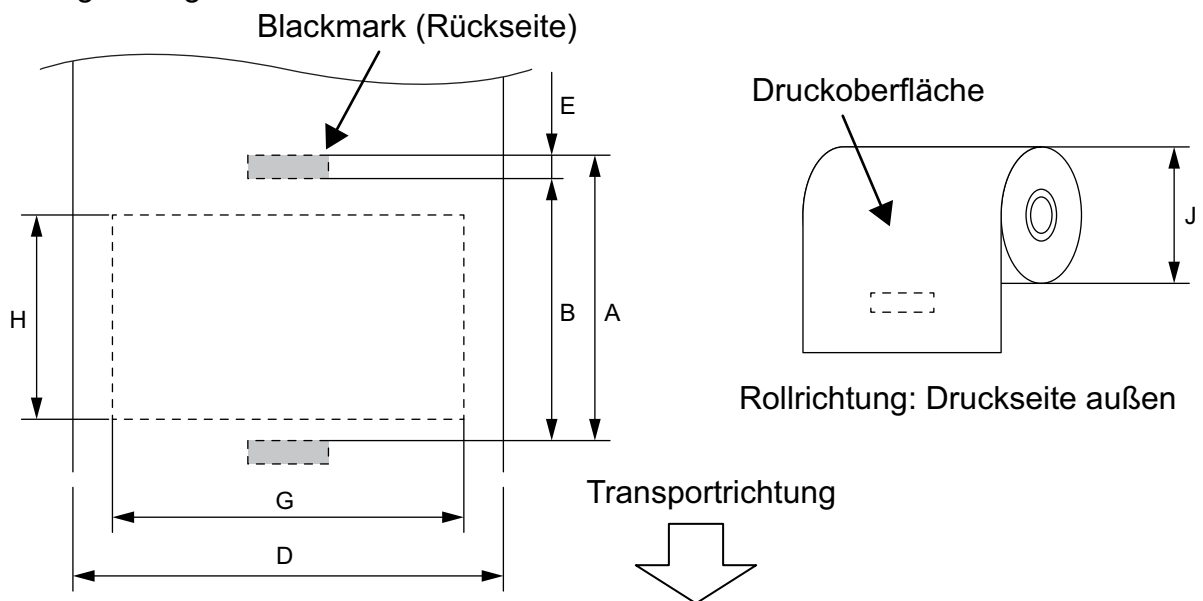 Blackmark (Rückseite)
E
Druckoberfläche
J
H
B
A
Rollrichtung: Druckseite außen
G
Transportrichtung
D